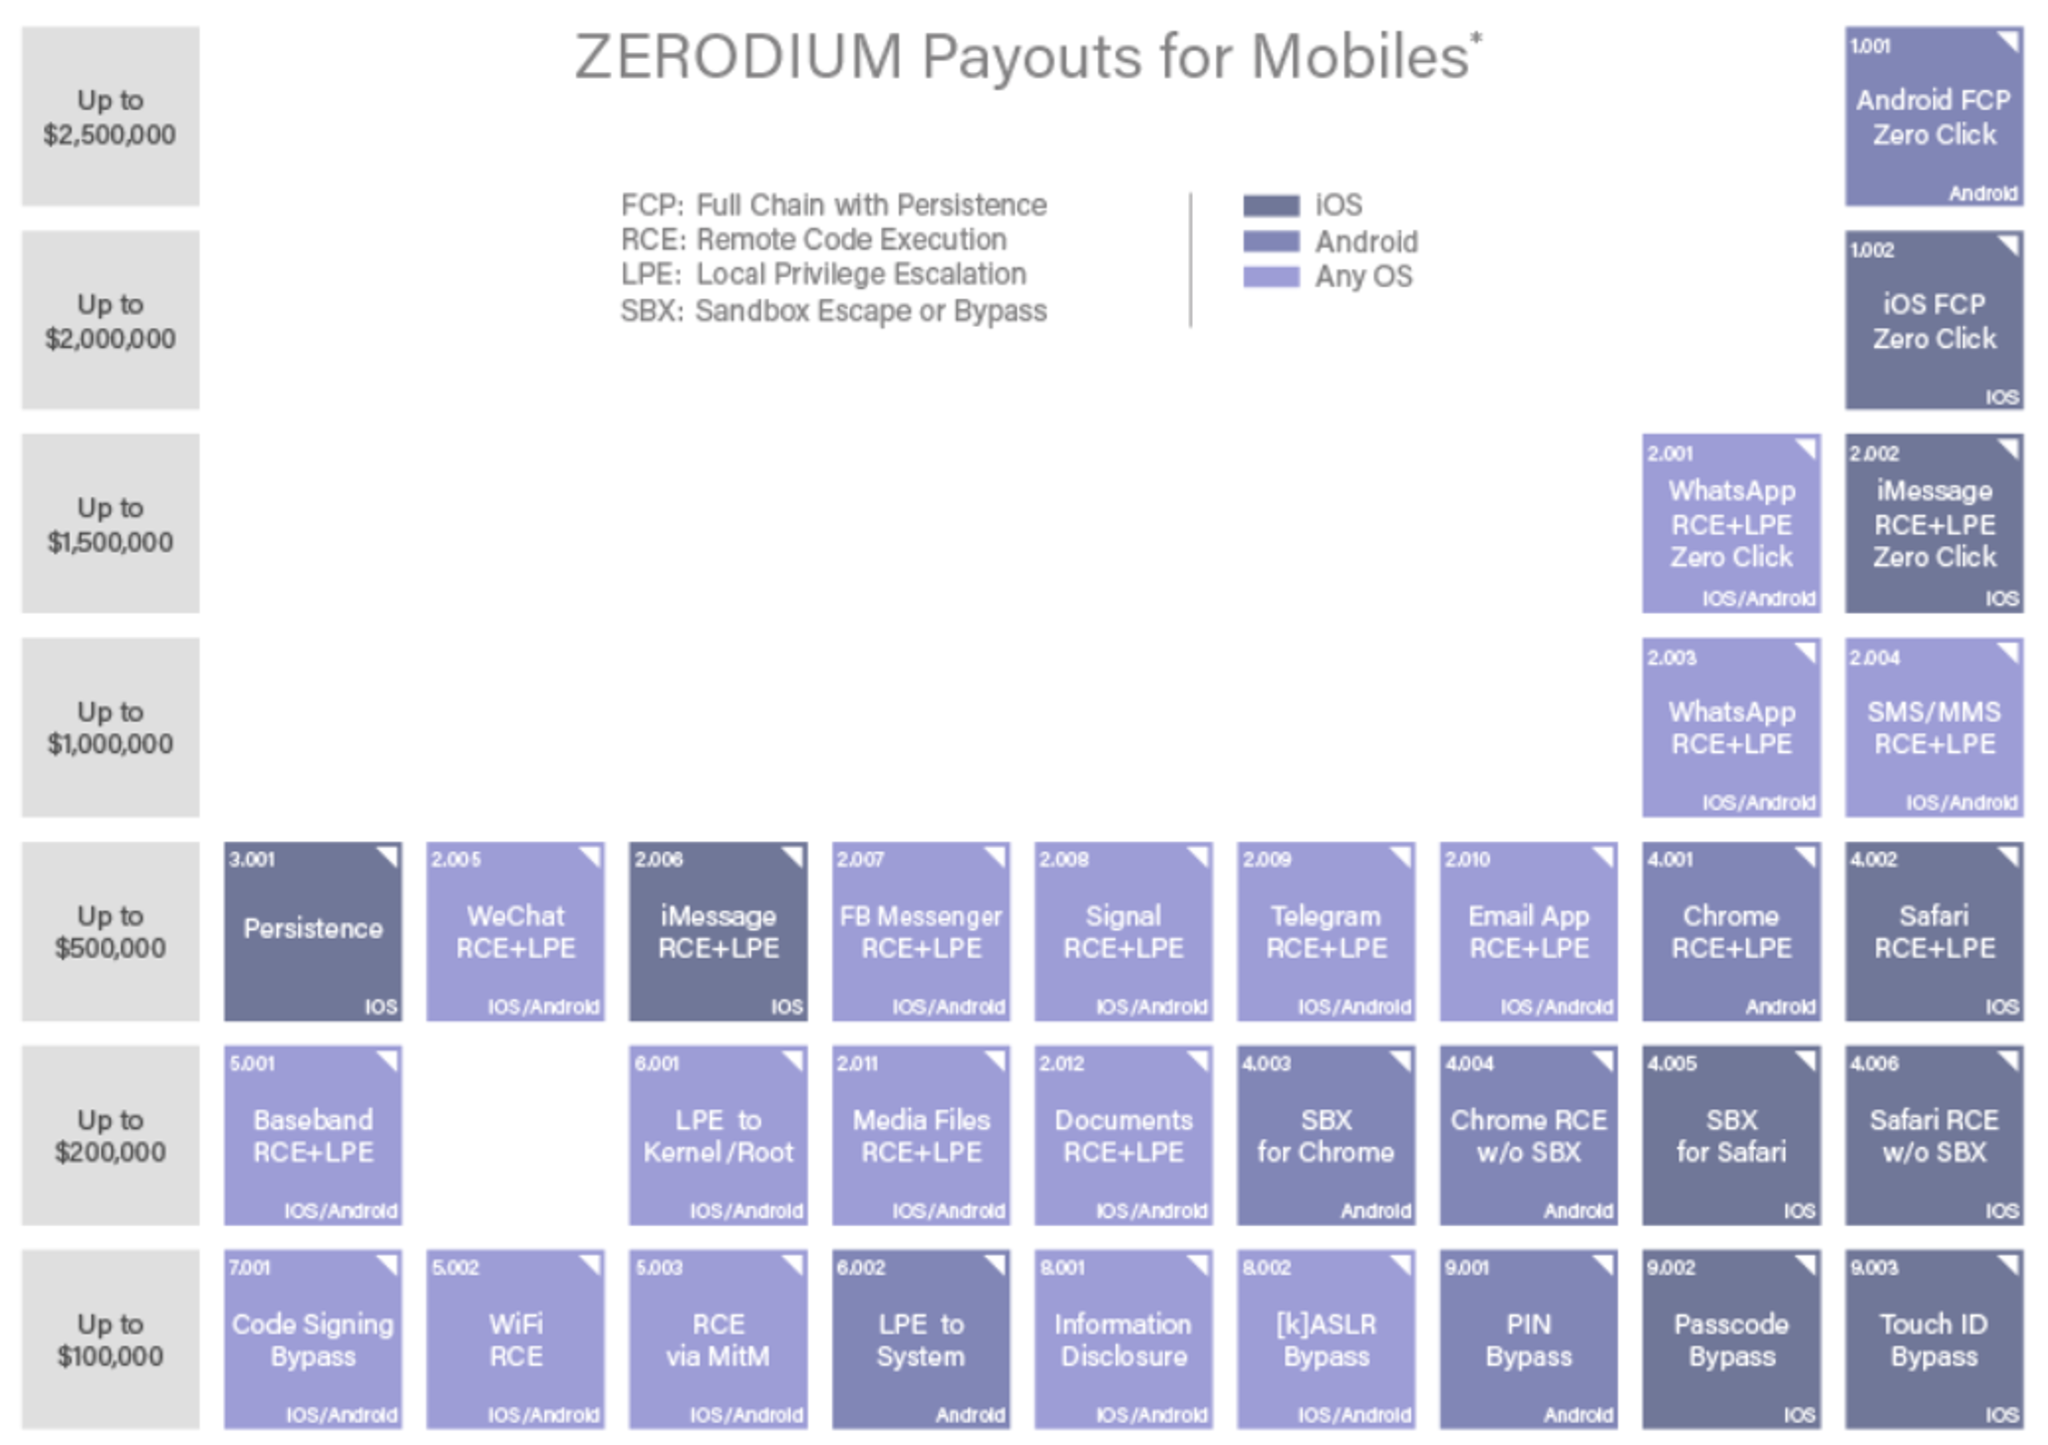 ZERODIUM Payouts for Mobiles*
FCP: Full Chain with Persistence
RCE: Remote Code Execution
LPE: Local Privilege Escalation
SBX: Sandbox Escape or Bypass
iOS
Android
Any OS
Up to
$2,500,000
1.001
Android FCP
Zero Click
Android
Up to
$2,000,000
1.002
iOS FCP
Zero Click
IOS
Up to
$1,500,000
2.001
WhatsApp
RCE+LPE
Zero Click
IOS/Android
2.002
iMessage
RCE+LPE
Zero Click
IOS
Up to
$1,000,000
2.003
WhatsApp
RCE+LPE
IOS/Android
2.004
SMS/MMS
RCE+LPE
IOS/Android
Up to
$500,000
3.001
Persistence
IOS
2.005
WeChat
RCE+LPE
IOS/Android
2.006
iMessage
RCE+LPE
IOS
2.007
FB Messenger
RCE+LPE
IOS/Android
2.008
Signal
RCE+LPE
IOS/Android
2.009
Telegram
RCE+LPE
IOS/Android
2.010
Email App
RCE+LPE
IOS/Android
4.001
Chrome
RCE+LPE
Android
4.002
Safari
RCE+LPE
IOS
Up to
$200,000
5.001
Baseband
RCE+LPE
IOS/Android
6.001
LPE to
Kernel/Root
IOS/Android
2.011
Media Files
RCE+LPE
IOS/Android
2.012
Documents
RCE+LPE
IOS/Android
4.003
SBX
for Chrome
Android
4.004
Chrome RCE
w/o SBX
Android
4.005
SBX
for Safari
IOS
4.006
Safari RCE
w/o SBX
IOS
Up to
$100,000
7.001
Code Signing
Bypass
IOS/Android
5.002
WiFi
RCE
IOS/Android
5.003
RCE
via MitM
IOS/Android
6.002
LPE to
System
Android
8.001
Information
Disclosure
IOS/Android
8.002
[k]ASLR
Bypass
IOS/Android
9.001
PIN
Bypass
Android
9.002
Passcode
Bypass
IOS
9.003
Touch ID
Bypass
IOS